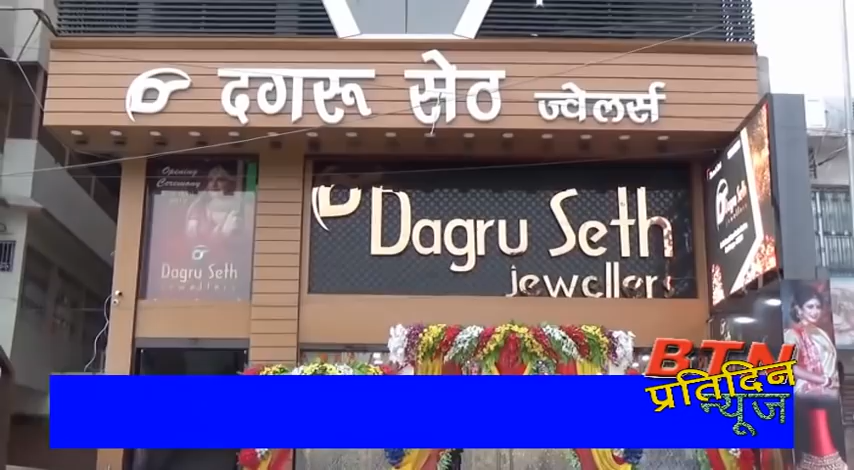 दगरू सेठ ज्वेलर्स
Opening
Ceremony
Dagru Seth
jewellers
Dagru Seth
jewellers
Dagru Seth
BTN
प्रतिदिन
न्यूज